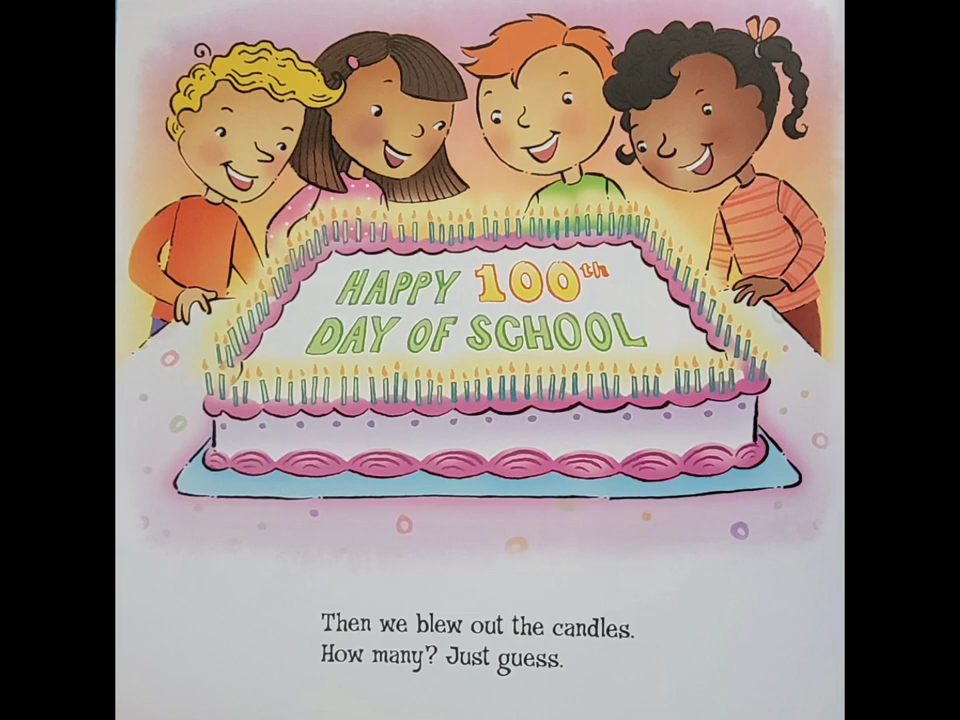 HAPPY 100th
DAY OF SCHOOL
Then we blew out the candles.
How many? Just guess.